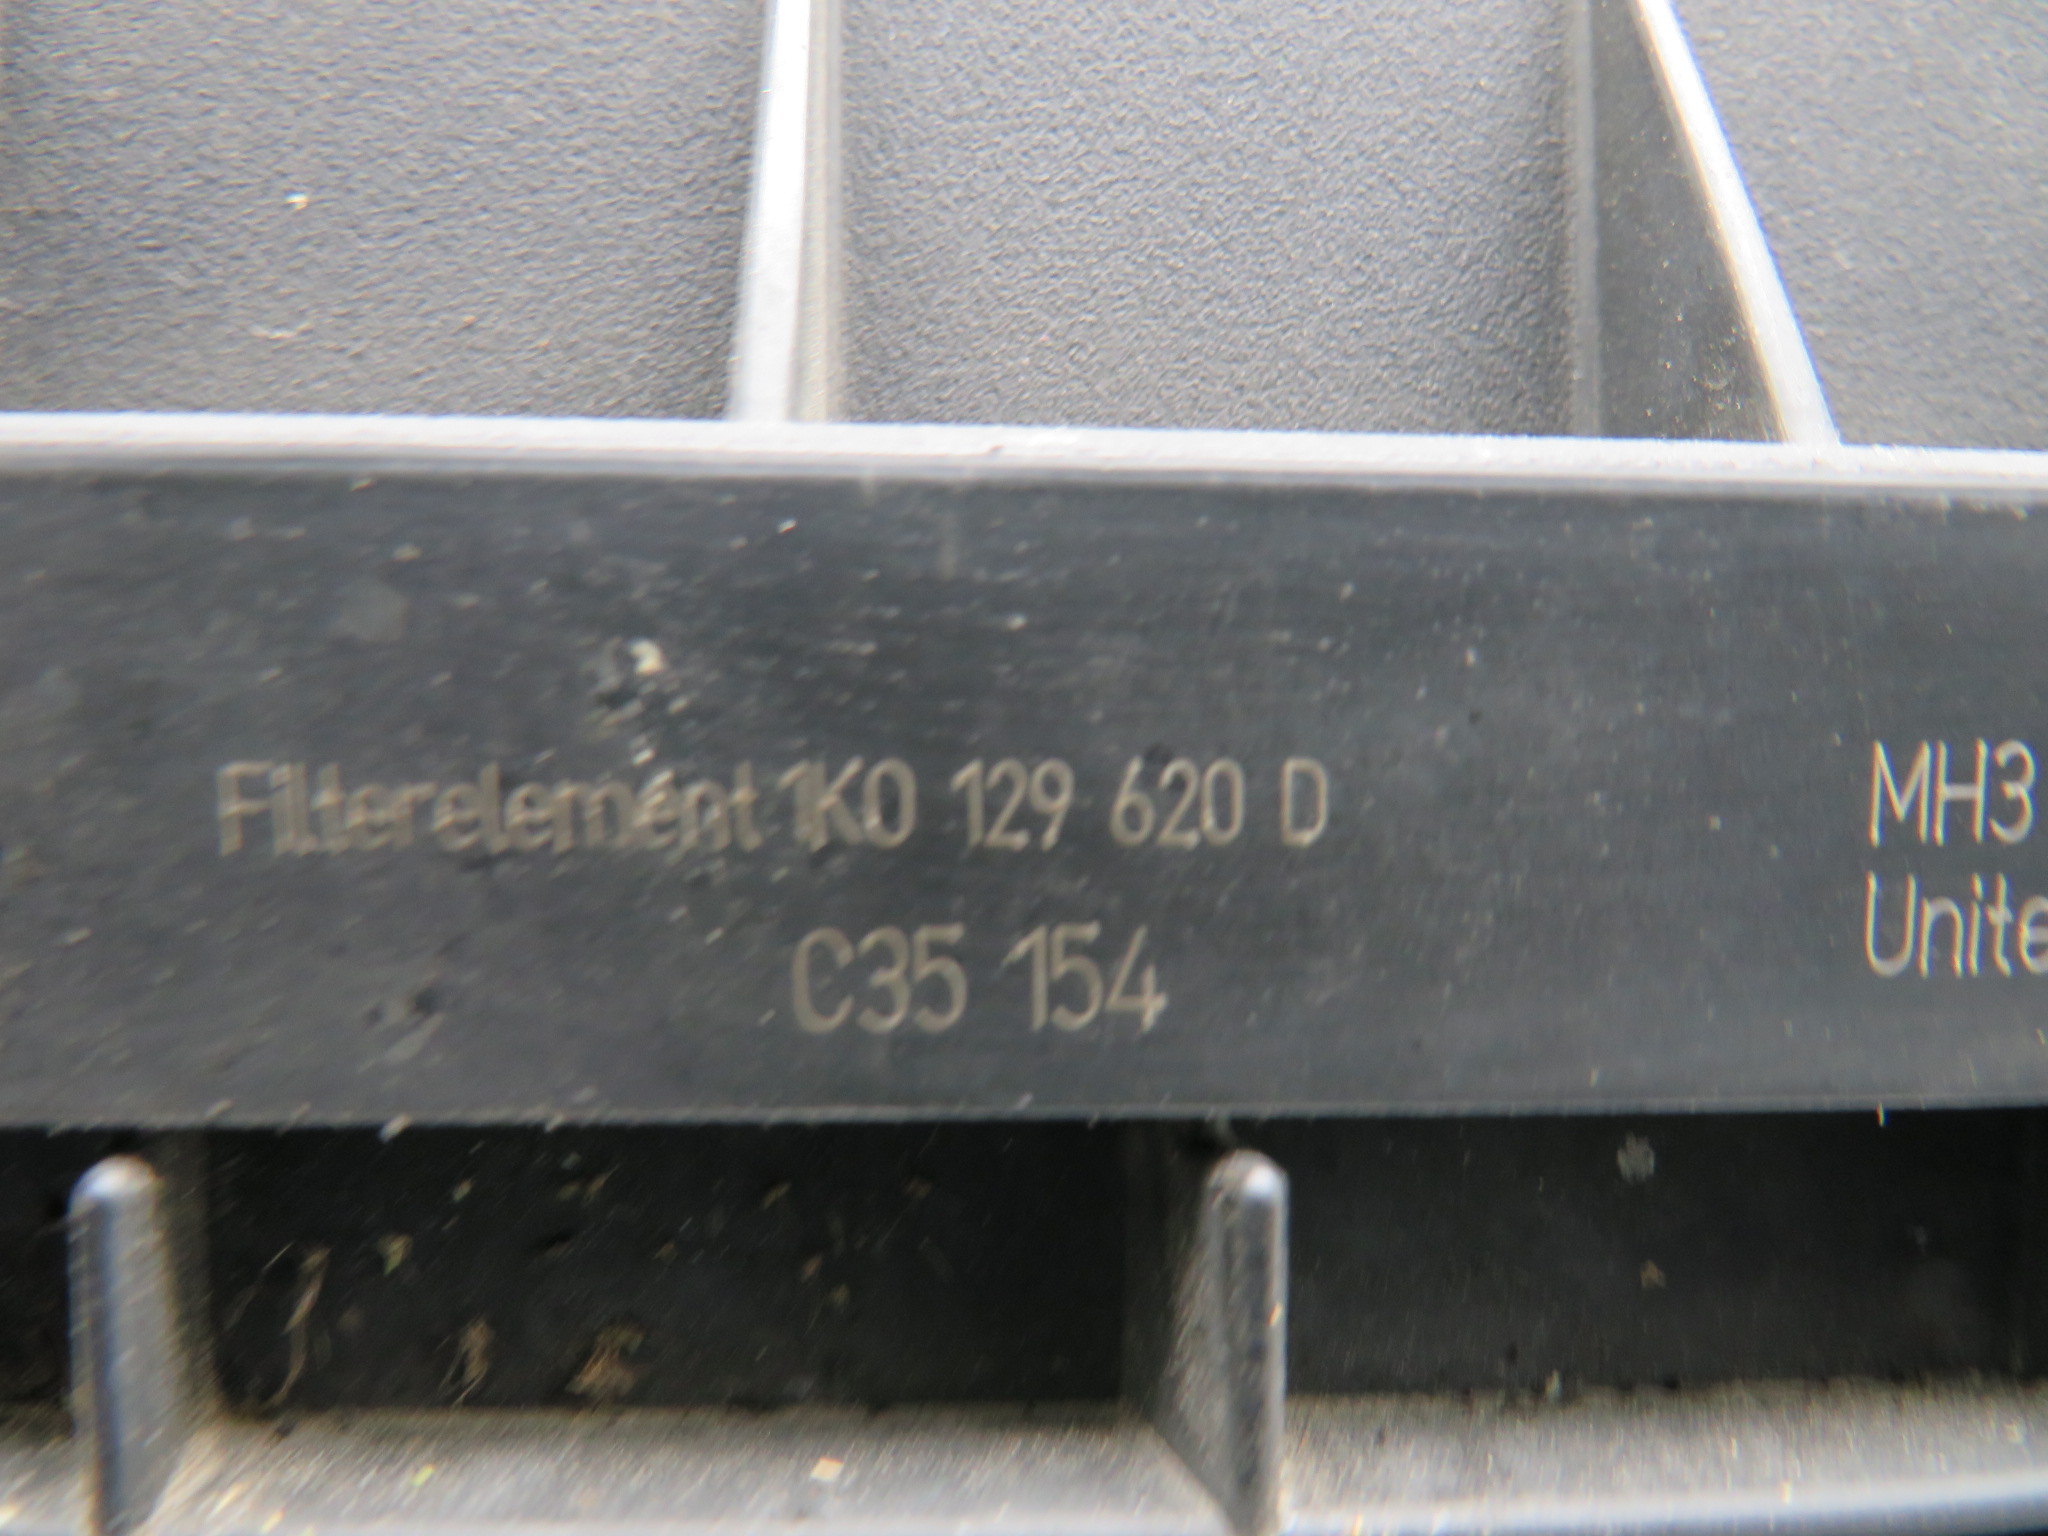 Filterelement 1K0 129 620 D
C35 154
MH3
Unite